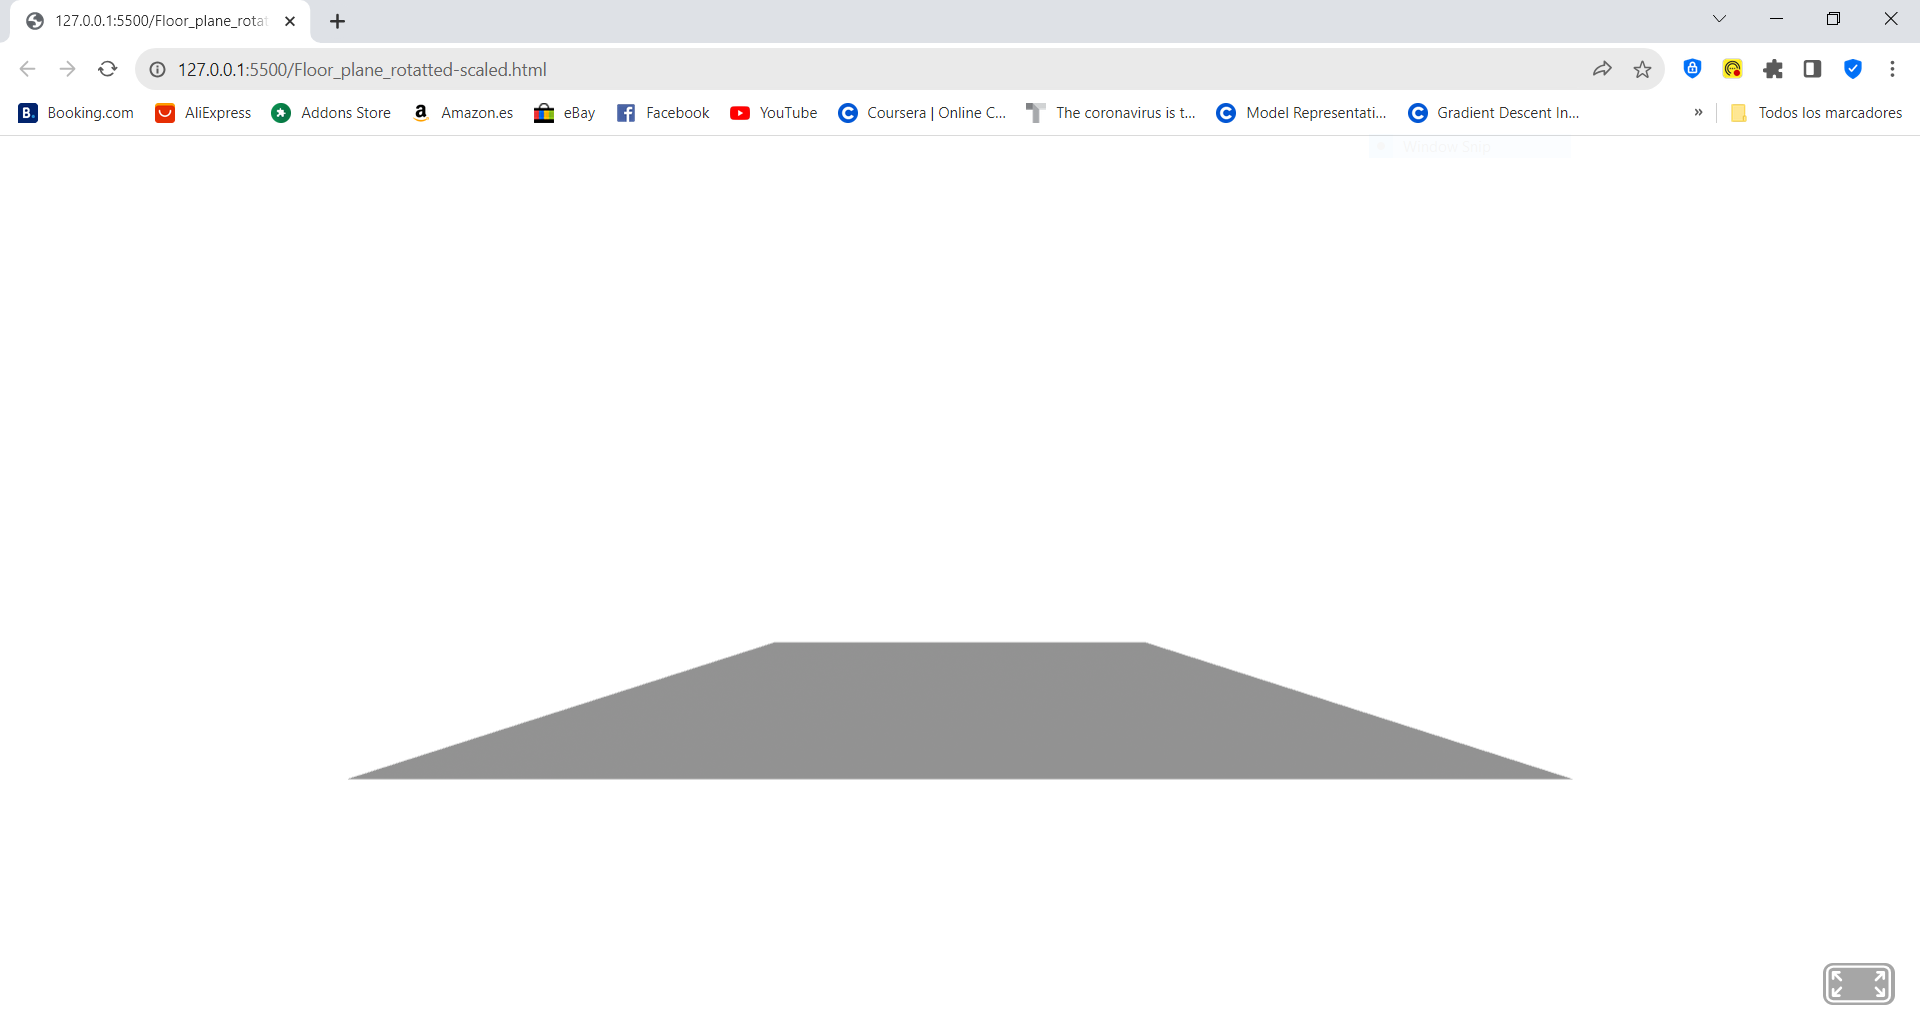 127.0.0.1:5500/Floor_plane_rotat
127.0.0.1:5500/Floor_plane_rotatted-scaled.html
B. Booking.com AliExpress Addons Store a Amazon.es eBay Facebook YouTube C Coursera | Online C... The coronavirus is t... C Model Representati... C Gradient Descent In... » Todos los marcadores
Window Snip